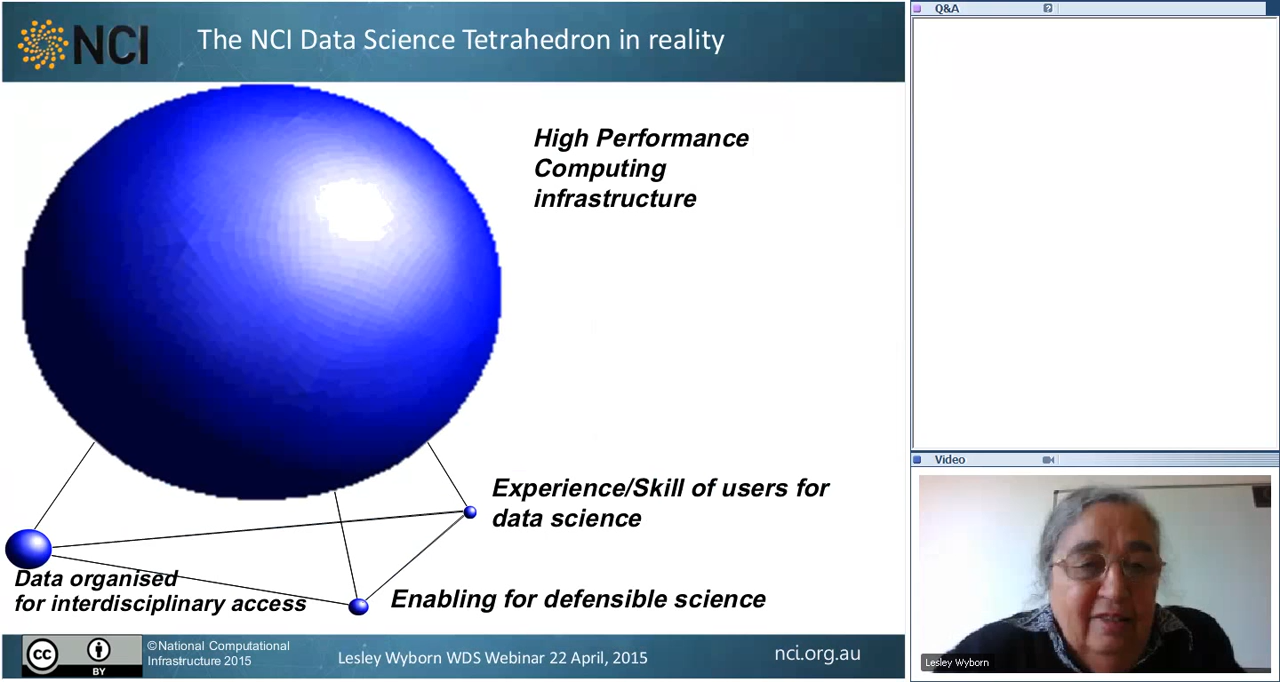 NCI
The NCI Data Science Tetrahedron in reality
High Performance
Computing
infrastructure
Experience/Skill of users for
data science
Data organised
for interdisciplinary access
Enabling for defensible science
cc
BY
©National Computational
Infrastructure 2015
Lesley Wyborn WDS Webinar 22 April, 2015
nci.org.au
Q&A
?
Video
Lesley Wyborn